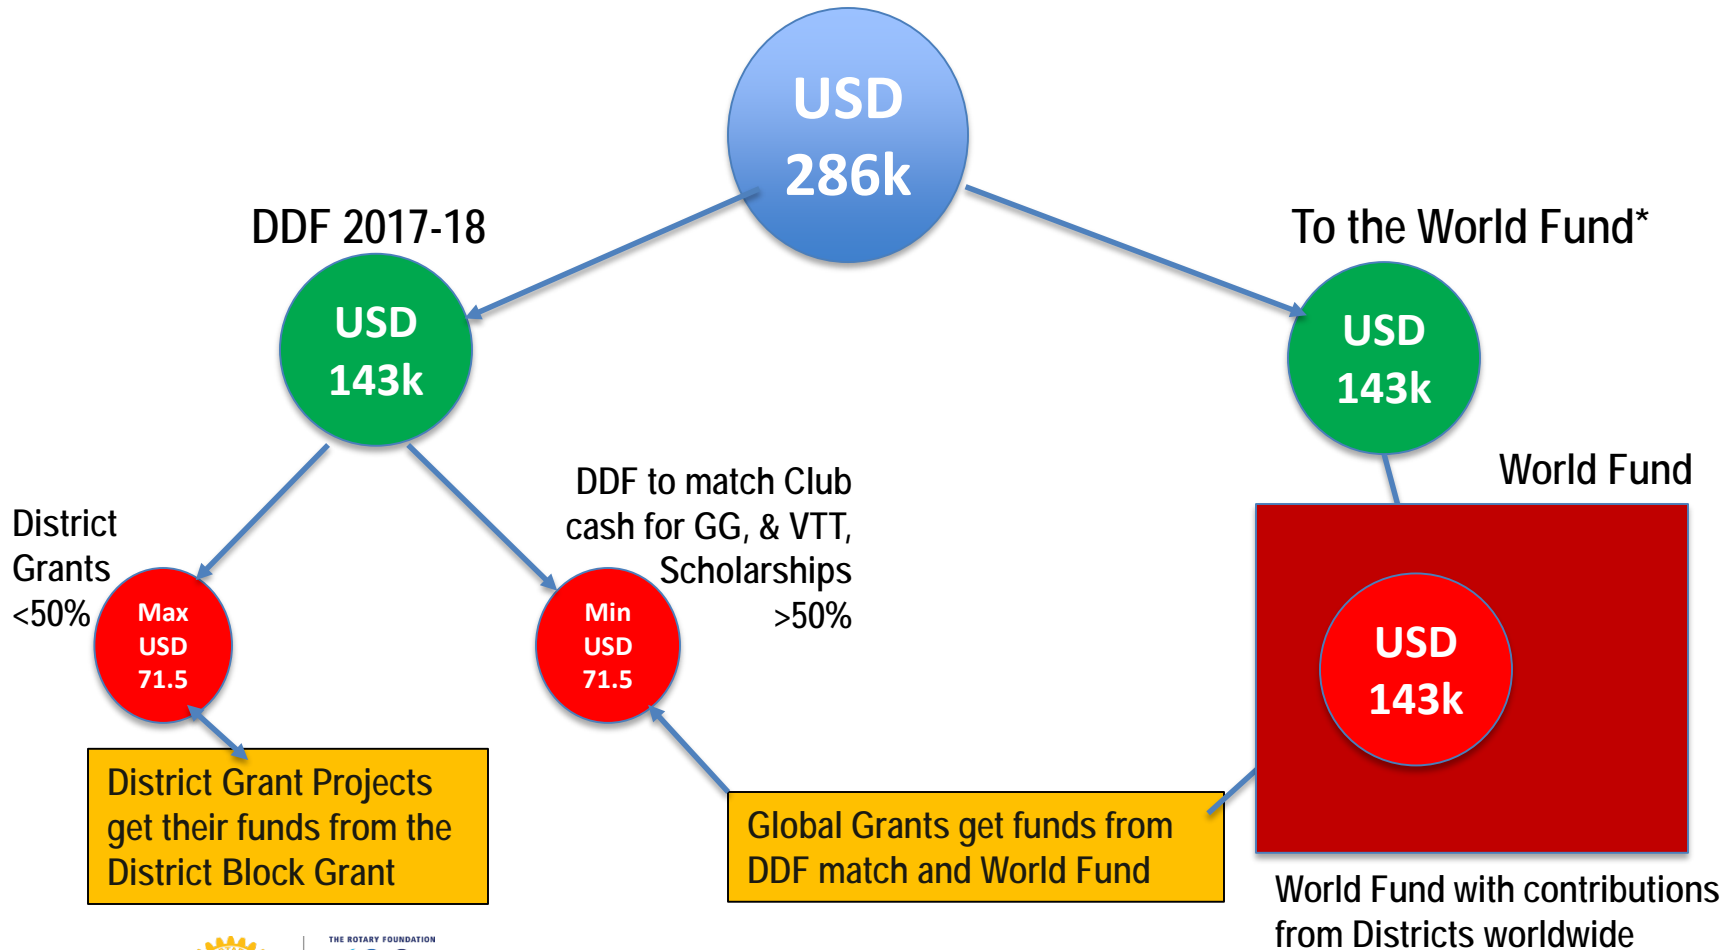 USD
286k
DDF 2017-18
To the World Fund*
USD
143k
USD
143k
DDF to match Club
cash for GG, & VTT,
Scholarships
>50%
World Fund
District
Grants
<50%
Max
USD
71.5
Min
USD
71.5
USD
143k
District Grant Projects
get their funds from the
District Block Grant
Global Grants get funds from
DDF match and World Fund
World Fund with contributions
from Districts worldwide
THE ROTARY FOUNDATION